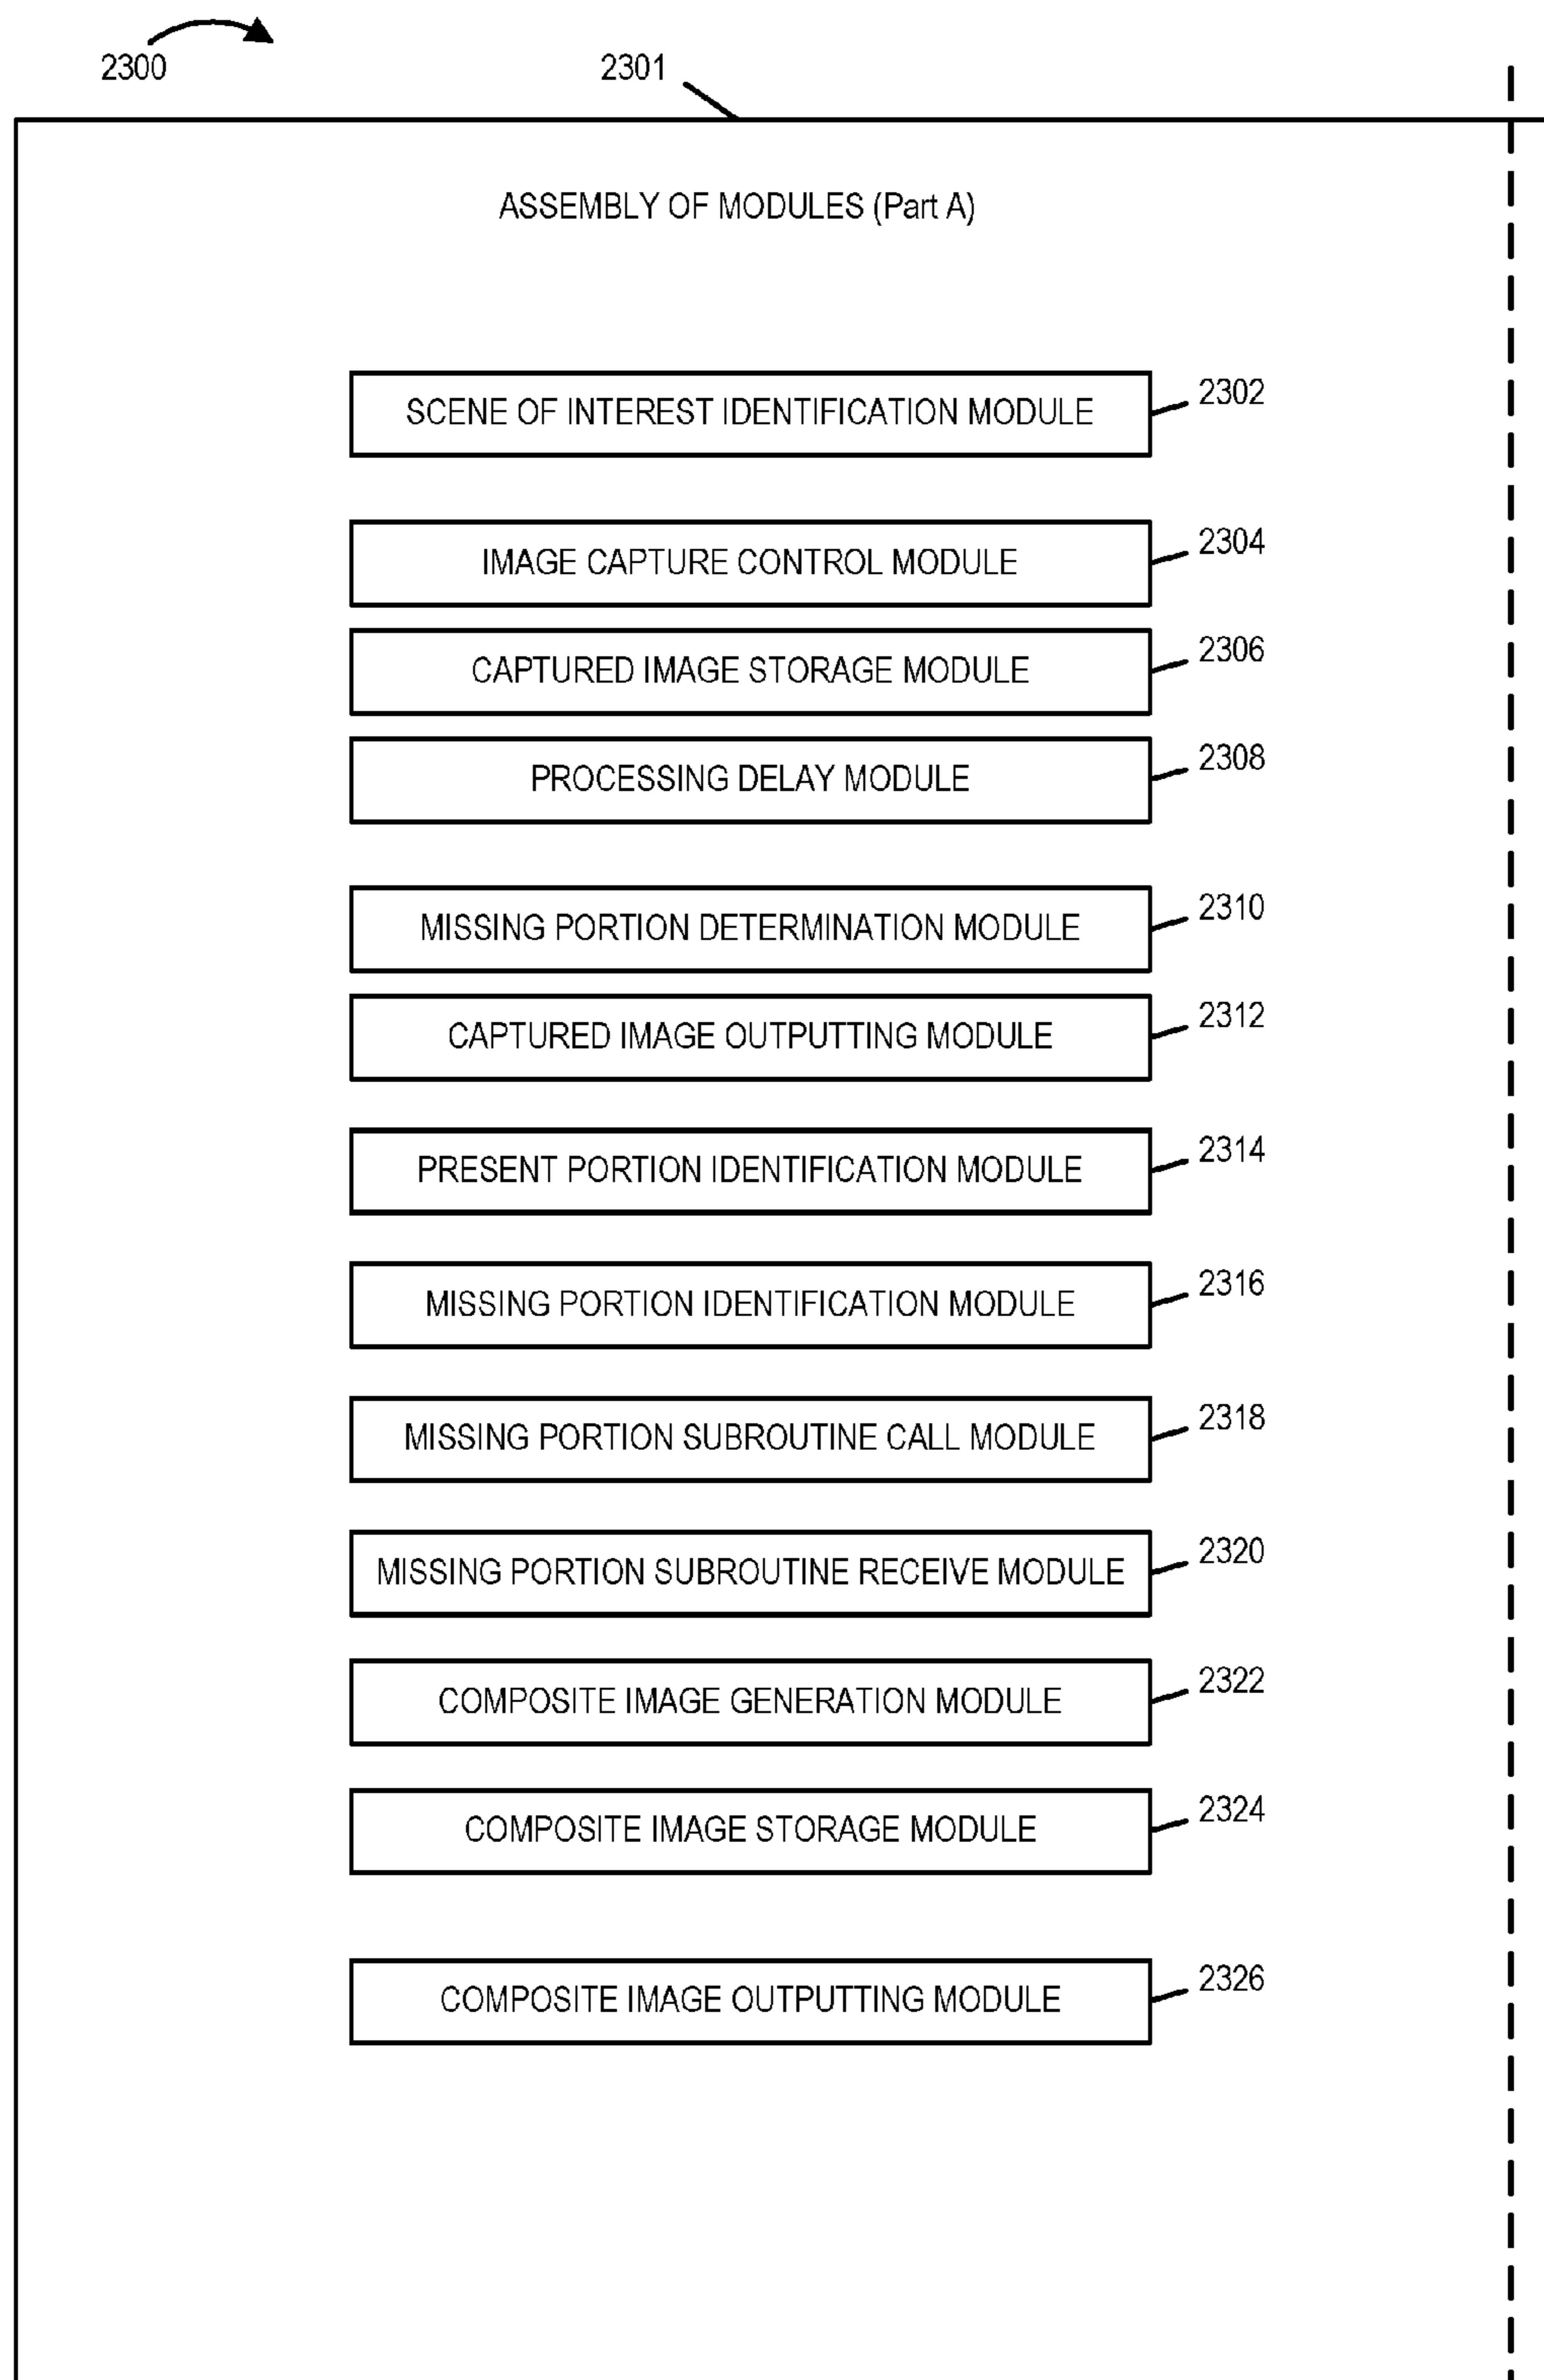 2300
2301
ASSEMBLY OF MODULES (Part A)
SCENE OF INTEREST IDENTIFICATION MODULE 2302
IMAGE CAPTURE CONTROL MODULE 2304
CAPTURED IMAGE STORAGE MODULE 2306
PROCESSING DELAY MODULE 2308
MISSING PORTION DETERMINATION MODULE 2310
CAPTURED IMAGE OUTPUTTING MODULE 2312
PRESENT PORTION IDENTIFICATION MODULE 2314
MISSING PORTION IDENTIFICATION MODULE 2316
MISSING PORTION SUBROUTINE CALL MODULE 2318
MISSING PORTION SUBROUTINE RECEIVE MODULE 2320
COMPOSITE IMAGE GENERATION MODULE 2322
COMPOSITE IMAGE STORAGE MODULE 2324
COMPOSITE IMAGE OUTPUTTING MODULE 2326